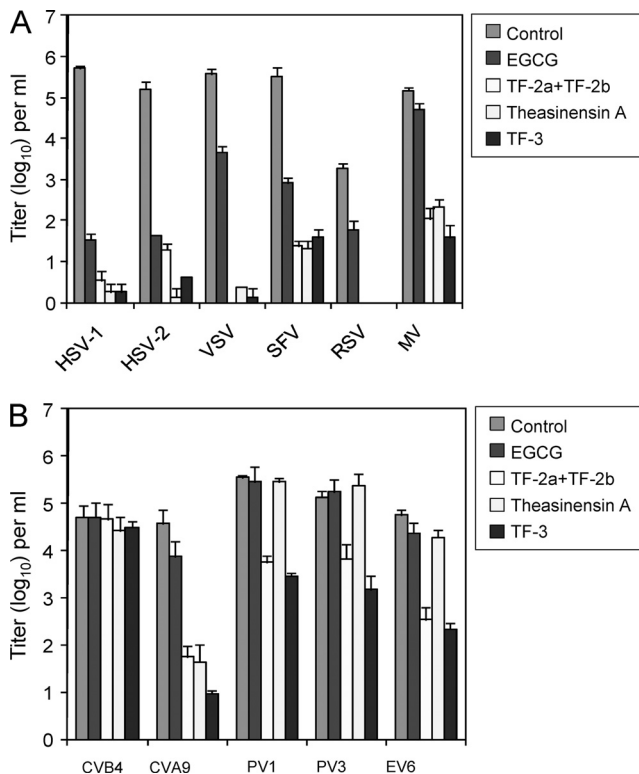 A
Titer (log10) per ml
7
6
5
4
3
2
1
0
HSV-1
HSV-2
VSV
SFV
RSV
MV
Control
EGCG
TF-2a+TF-2b
Theasinensin A
TF-3
B
Titer (log10) per ml
7
6
5
4
3
2
1
0
CVB4
CVA9
PV1
PV3
EV6
Control
EGCG
TF-2a+TF-2b
Theasinensin A
TF-3